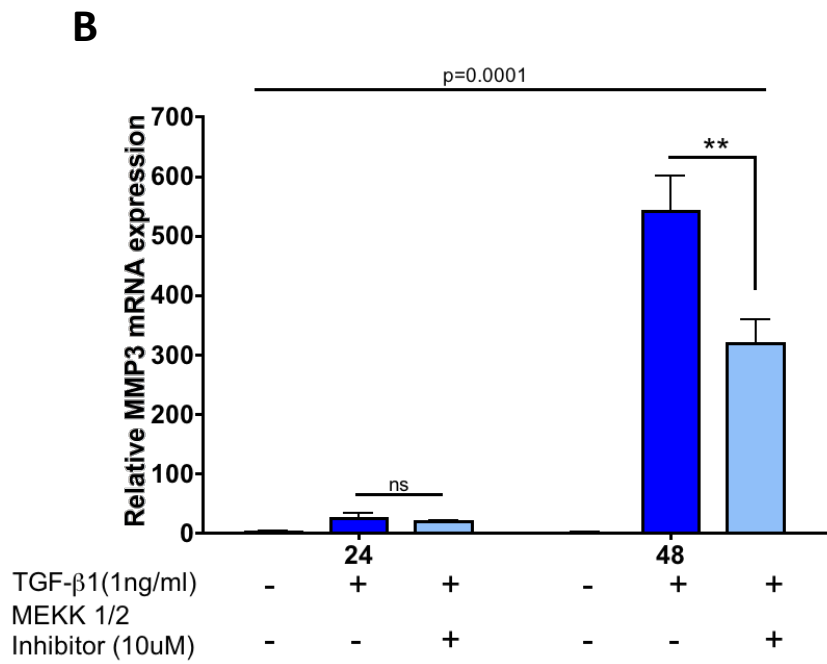 B
p=0.0001
Relative MMP3 mRNA expression
700
600
**
500
400
300
200
100
ns
0
24 48
TGF-β1(1ng/ml) - + + - + +
MEKK 1/2
Inhibitor (10uM) - - + - - +